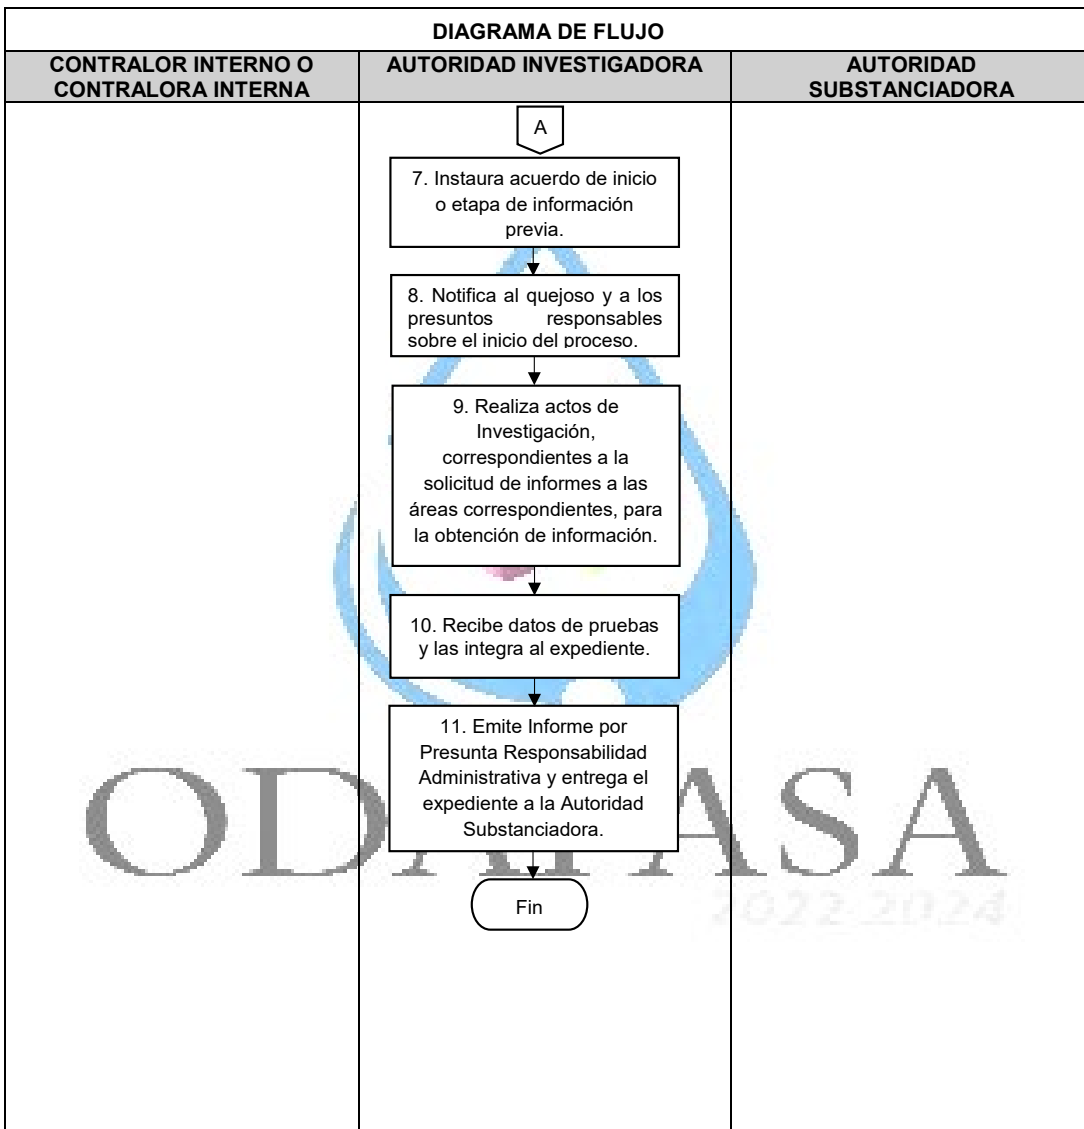 DIAGRAMA DE FLUJO
CONTRALOR INTERNO O
CONTRALORA INTERNA
AUTORIDAD INVESTIGADORA
AUTORIDAD
SUBSTANCIADORA
A
7. Instaura acuerdo de inicio
o etapa de información
previa.
8. Notifica al quejoso y a los
presuntos responsables
sobre el inicio del proceso.
9. Realiza actos de
Investigación,
correspondientes a la
solicitud de informes a las
áreas correspondientes, para
la obtención de información.
10. Recibe datos de pruebas
y las integra al expediente.
11. Emite Informe por
Presunta Responsabilidad
Administrativa y entrega el
expediente a la Autoridad
Substanciadora.
ODAPASA
Fin
2022-2024